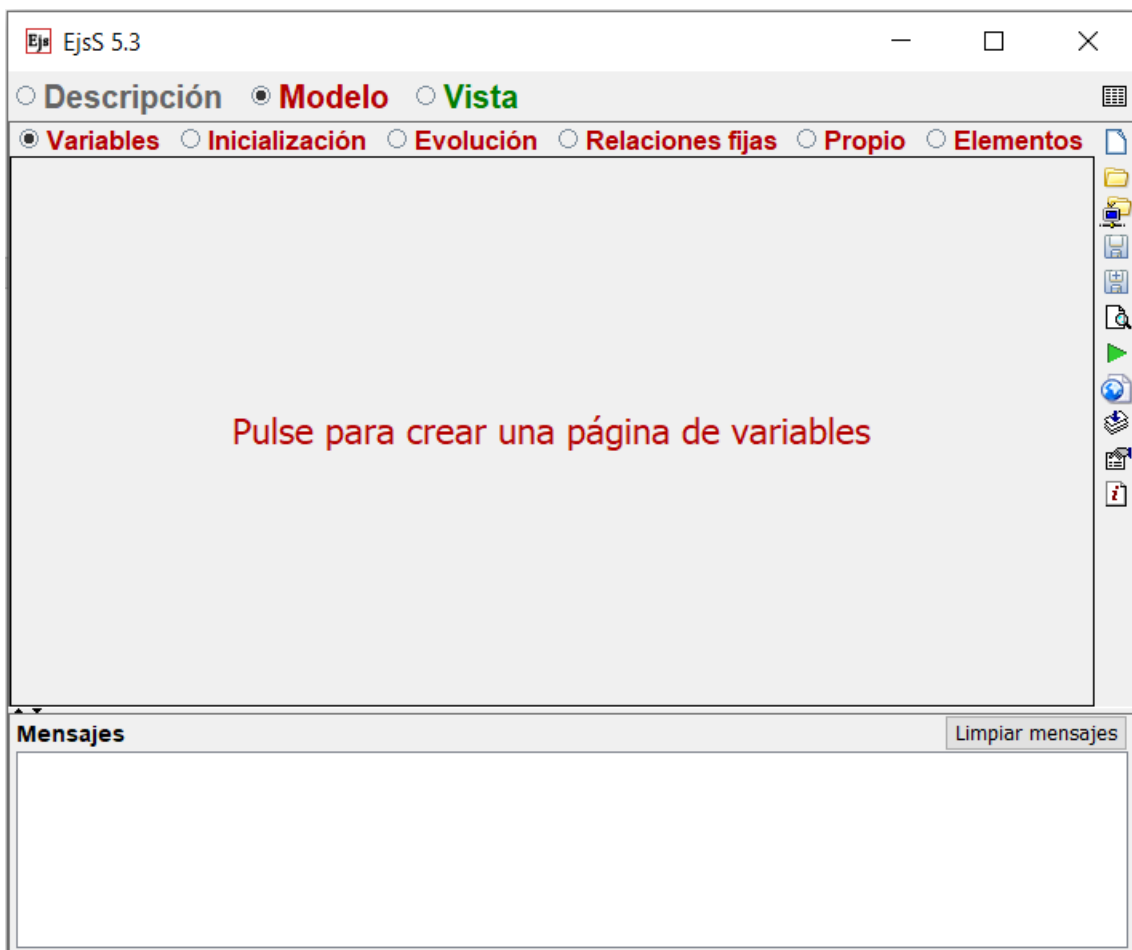 Ejs EjsS 5.3
Descripción Modelo Vista
Variables Inicialización Evolución Relaciones fijas Propio Elementos
Pulse para crear una página de variables
Mensajes Limpiar mensajes